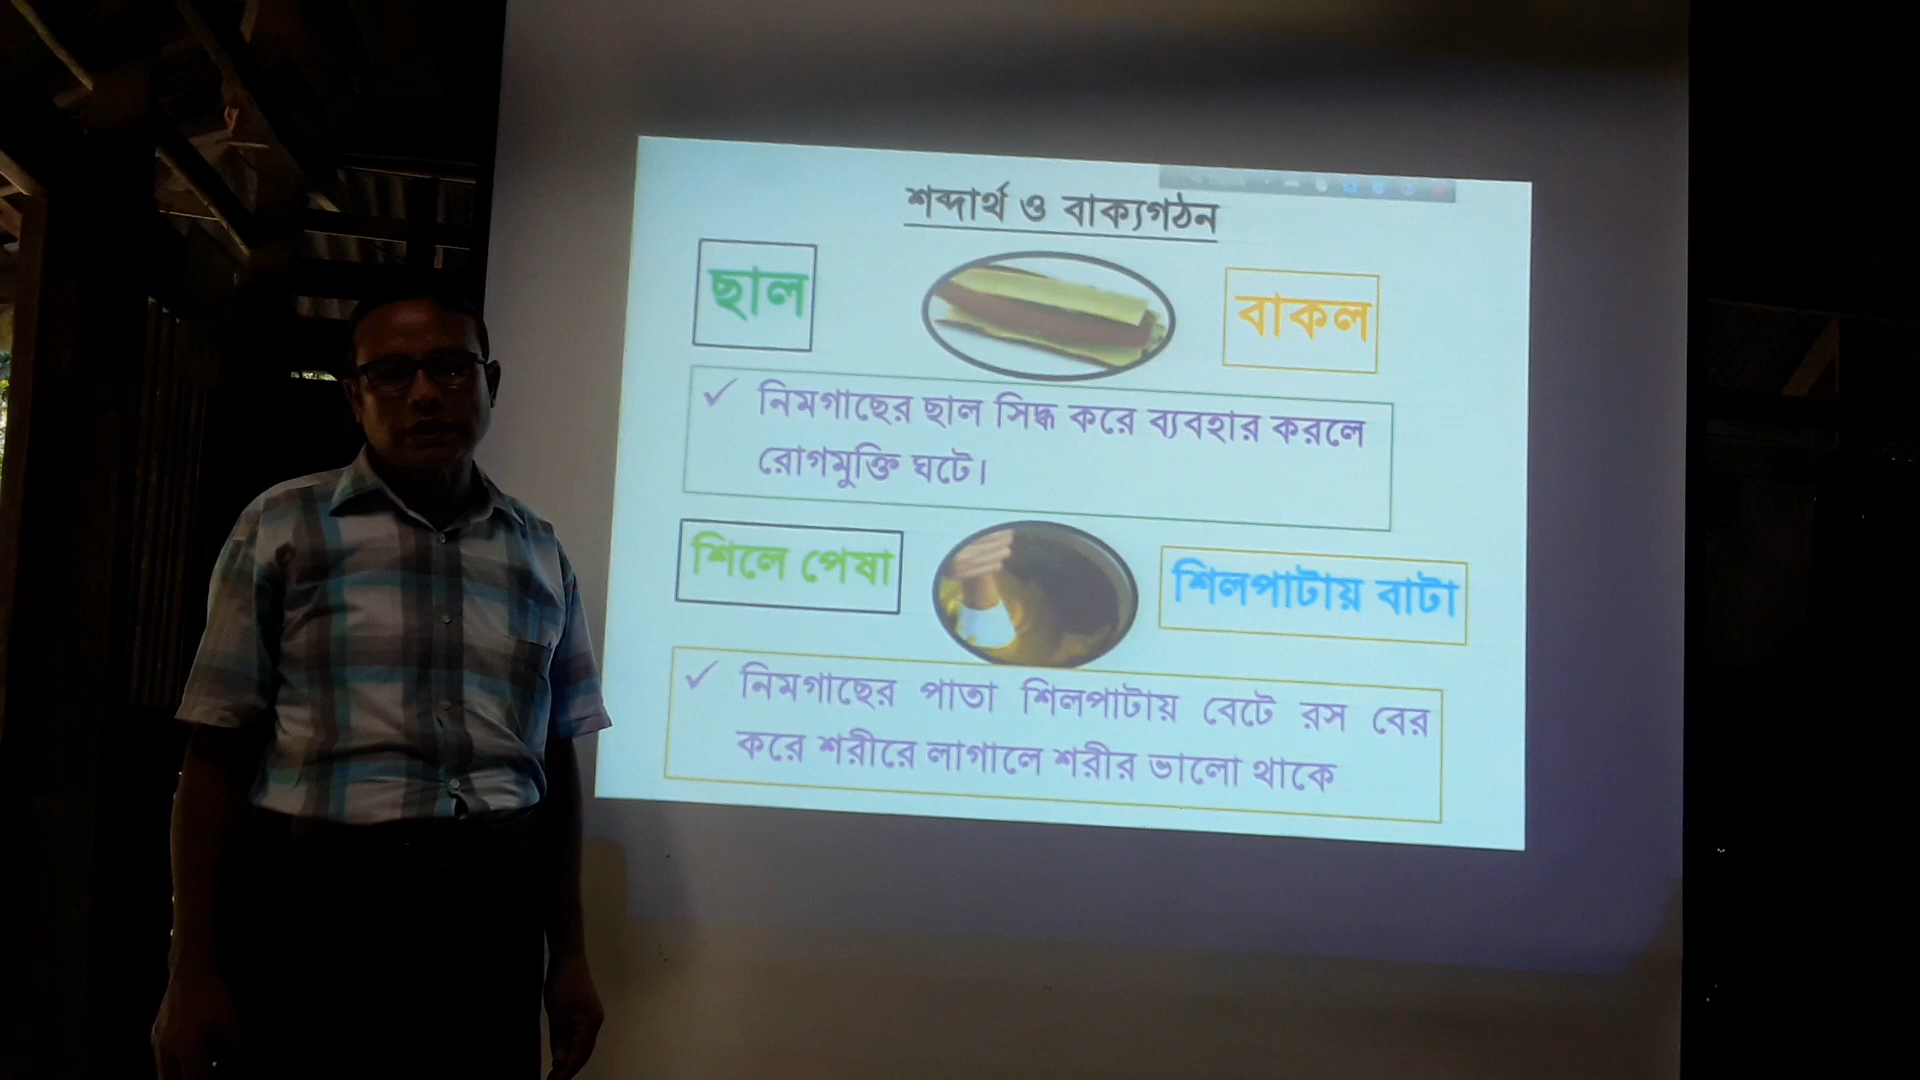 শব্দার্থ ও বাক্যগঠন
ছাল
বাকল
✓ নিমগাছের ছাল সিদ্ধ করে ব্যবহার করলে
রোগমুক্তি ঘটে।
শিলে পেষা
শিলপাটায় বাটা
✓ নিমগাছের পাতা শিলপাটায় বেটে রস বের
করে শরীরে লাগালে শরীর ভালো থাকে